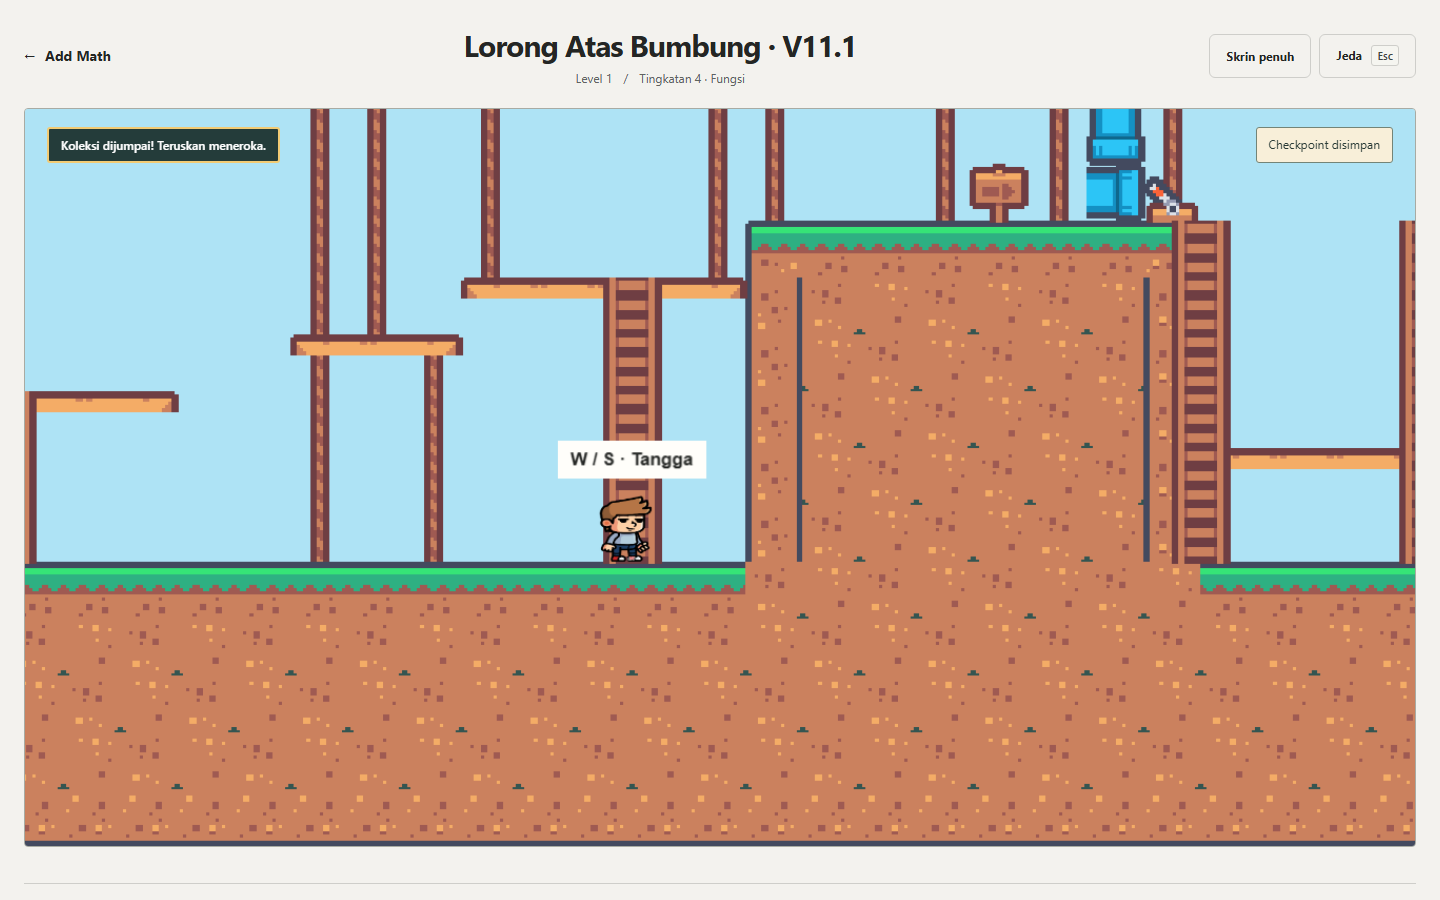 ← Add Math
Lorong Atas Bumbung · V11.1
Level 1 / Tingkatan 4 · Fungsi
Skrin penuh
Jeda Esc
Koleksi dijumpai! Teruskan meneroka.
Checkpoint disimpan
W / S · Tangga